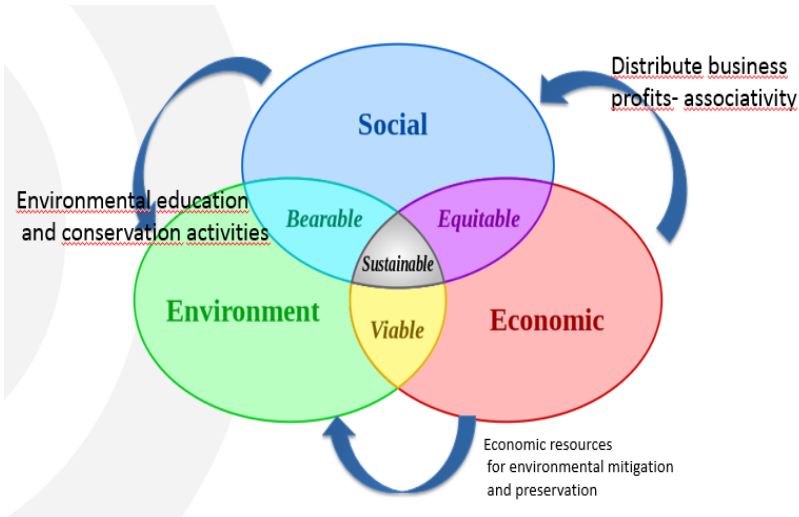 Distribute business
profits- associativity
Social
Environmental education
and conservation activities
Bearable
Equitable
Sustainable
Environment
Economic
Viable
Economic resources
for environmental mitigation
and preservation